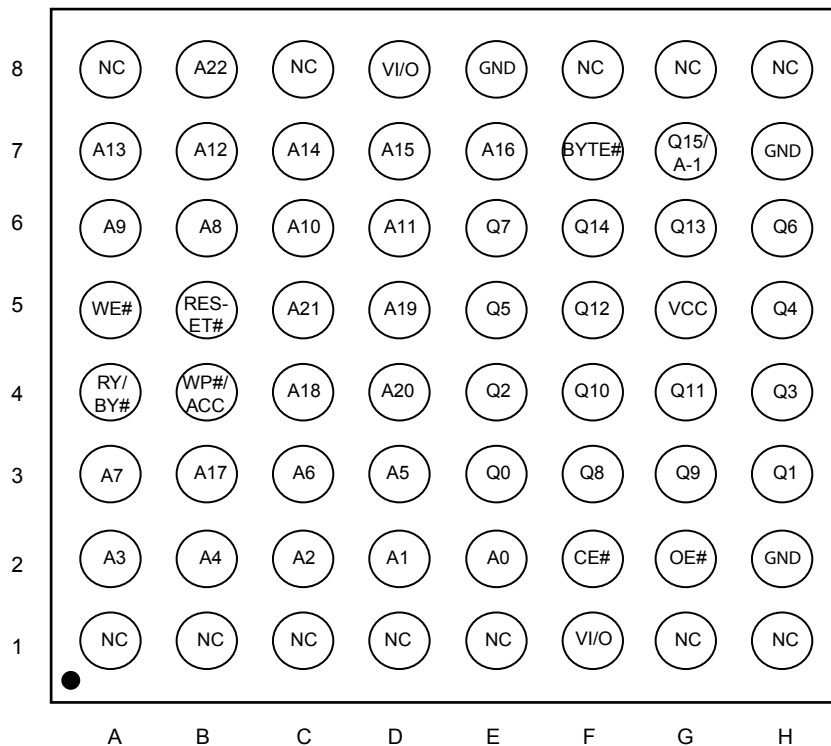 8 NC A22 NC VI/O GND NC NC NC
7 A13 A12 A14 A15 A16 BYTE# Q15/ A-1 GND
6 A9 A8 A10 A11 Q7 Q14 Q13 Q6
5 WE# RES- ET# A21 A19 Q5 Q12 VCC Q4
4 RY/ BY# WP#/ ACC A18 A20 Q2 Q10 Q11 Q3
3 A7 A17 A6 A5 Q0 Q8 Q9 Q1
2 A3 A4 A2 A1 A0 CE# OE# GND
1 NC NC NC NC NC VI/O NC NC
A B C D E F G H